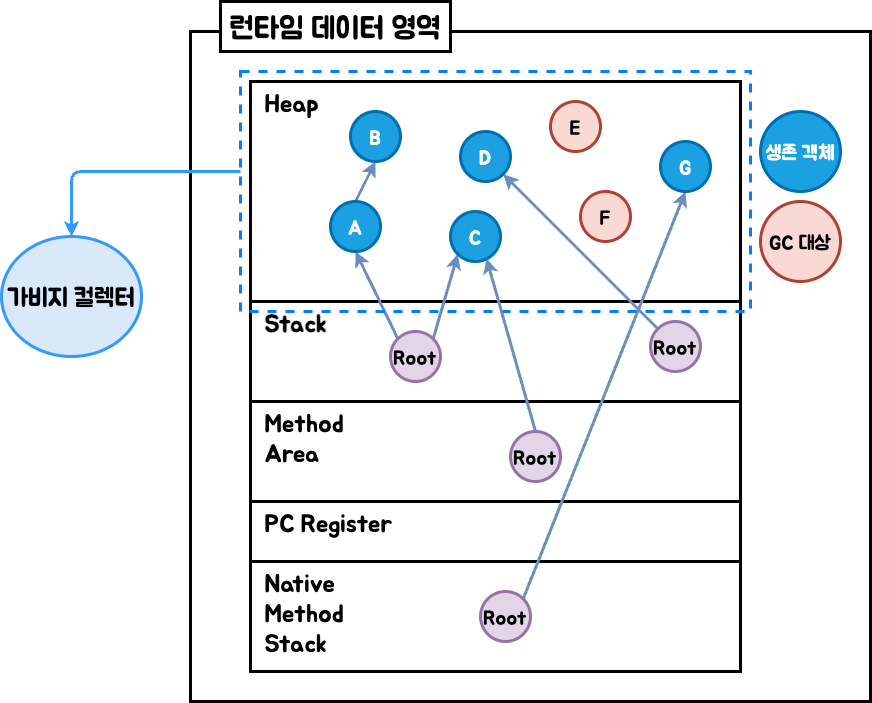 런타임 데이터 영역
Heap
B
D
E
G
생존 객체
A
C
F
GC 대상
가비지 컬렉터
Stack
Root
Root
Method
Area
Root
PC Register
Native
Method
Stack
Root